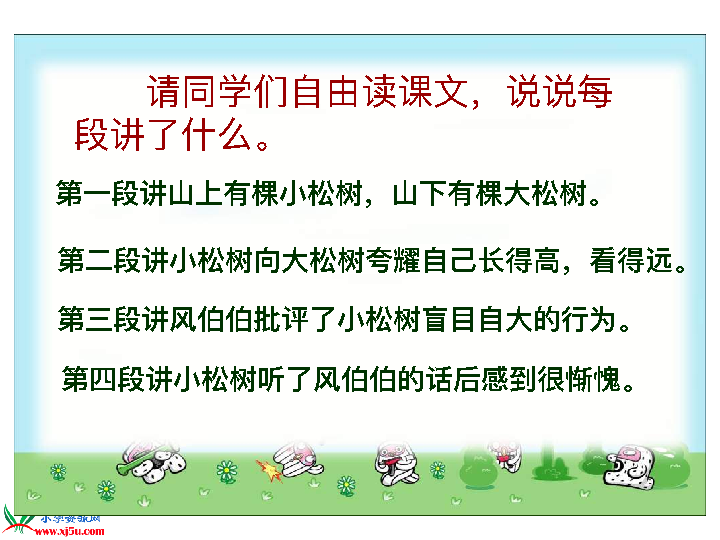 请同学们自由读课文，说说每
段讲了什么。
第一段讲山上有棵小松树，山下有棵大松树。
第二段讲小松树向大松树夸耀自己长得高，看得远。
第三段讲风伯伯批评了小松树盲目自大的行为。
第四段讲小松树听了风伯伯的话后感到很惭愧。
小学资源网
www.xj5u.com